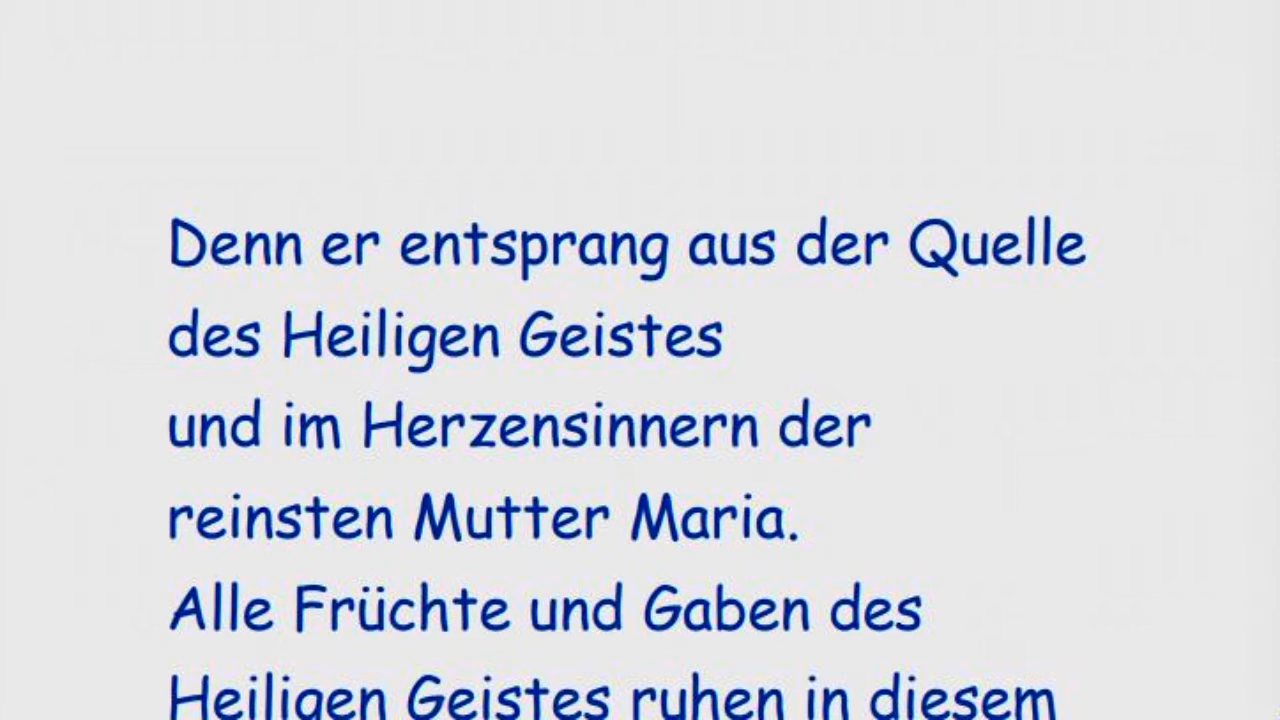 Denn er entsprang aus der Quelle
des Heiligen Geistes
und im Herzensinnern der
reinsten Mutter Maria.
Alle Früchte und Gaben des
Heiligen Geistes ruhen in diesem